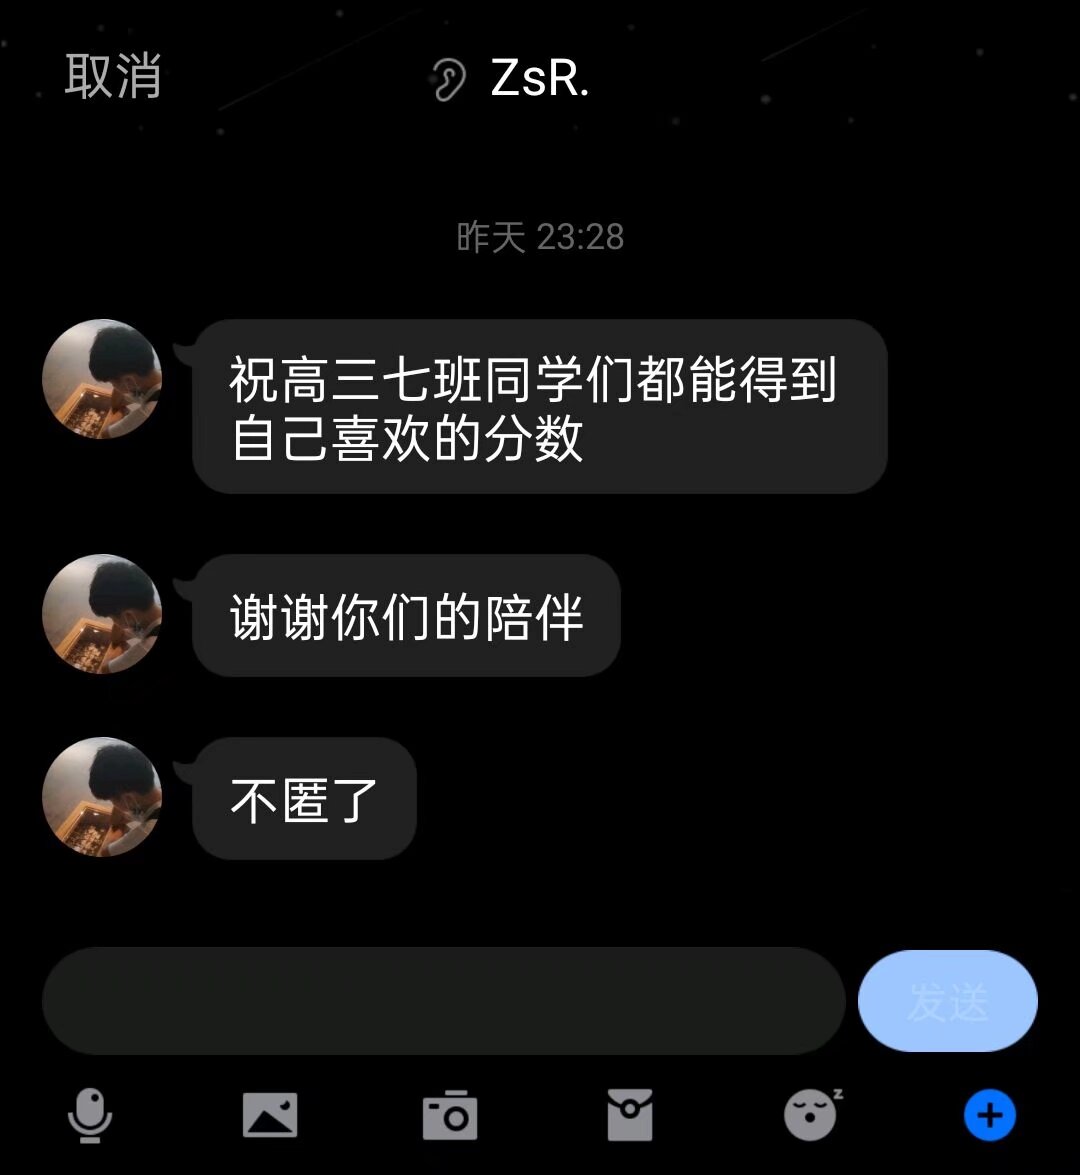 取消
ZsR.
昨天 23:28
祝高三七班同学们都能得到
自己喜欢的分数
谢谢你们的陪伴
不匿了
发送